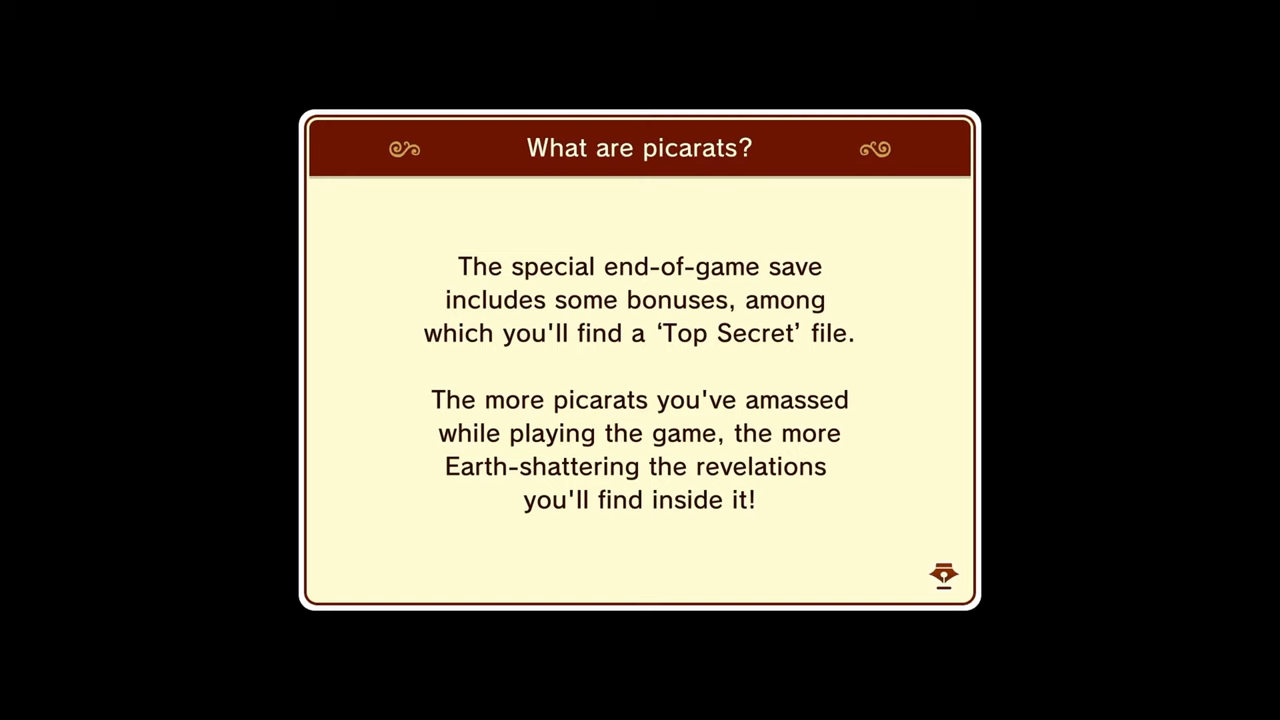 What are picarats?
The special end-of-game save
includes some bonuses, among
which you'll find a ‘Top Secret’ file.
The more picarats you've amassed
while playing the game, the more
Earth-shattering the revelations
you'll find inside it!